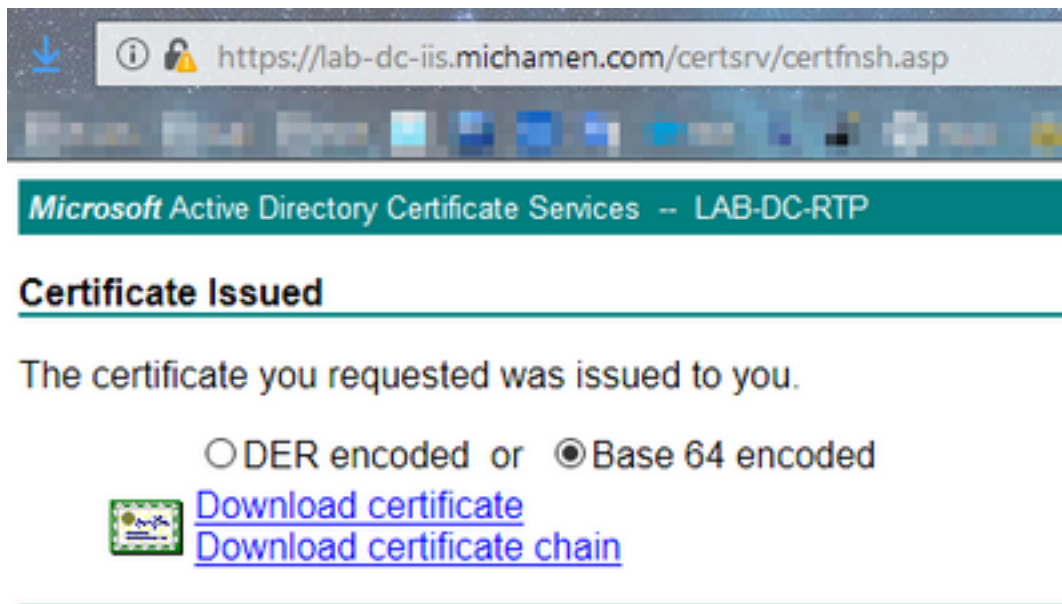 https://lab-dc-iis.michamen.com/certsrv/certfnsh.asp
Microsoft Active Directory Certificate Services -- LAB-DC-RTP
Certificate Issued
The certificate you requested was issued to you.
DER encoded or Base 64 encoded
Download certificate
Download certificate chain